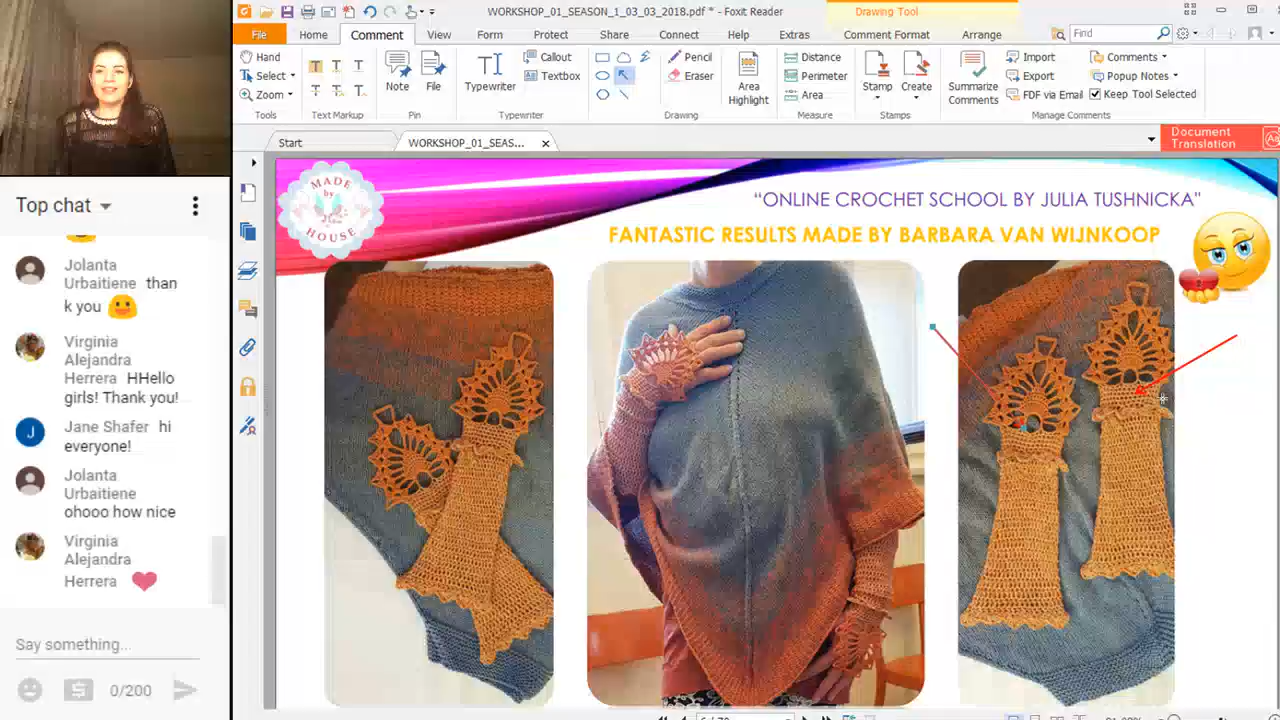 WORKSHOP_01_SEASON_1_03_03_2018.pdf * - Foxit Reader
Drawing Tool
File
Home
Comment
View
Form
Protect
Share
Connect
Help
Extras
Comment Format
Arrange
Find
Hand
Select
Zoom
Tools
T T T
T T T
Text Markup
Note
File
Pin
Typewriter
Callout
Textbox
Typewriter
Pencil
Eraser
Drawing
Area
Highlight
Distance
Perimeter
Area
Measure
Stamp
Create
Stamps
Summarize
Comments
Import
Export
FDF via Email
Comments
Popup Notes
Keep Tool Selected
Manage Comments
Start
WORKSHOP_01_SEAS...
Document
Translation
MADE
HOUSE
"ONLINE CROCHET SCHOOL BY JULIA TUSHNICKA"
FANTASTIC RESULTS MADE BY BARBARA VAN WIJNKOOP
Top chat
Jolanta
Urbaitiene than
k you
Virginia
Alejandra
Herrera HHello
girls! Thank you!
J
Jane Shafer hi
everyone!
Jolanta
Urbaitiene
ohooo how nice
Virginia
Alejandra
Herrera
Say something...
0/200